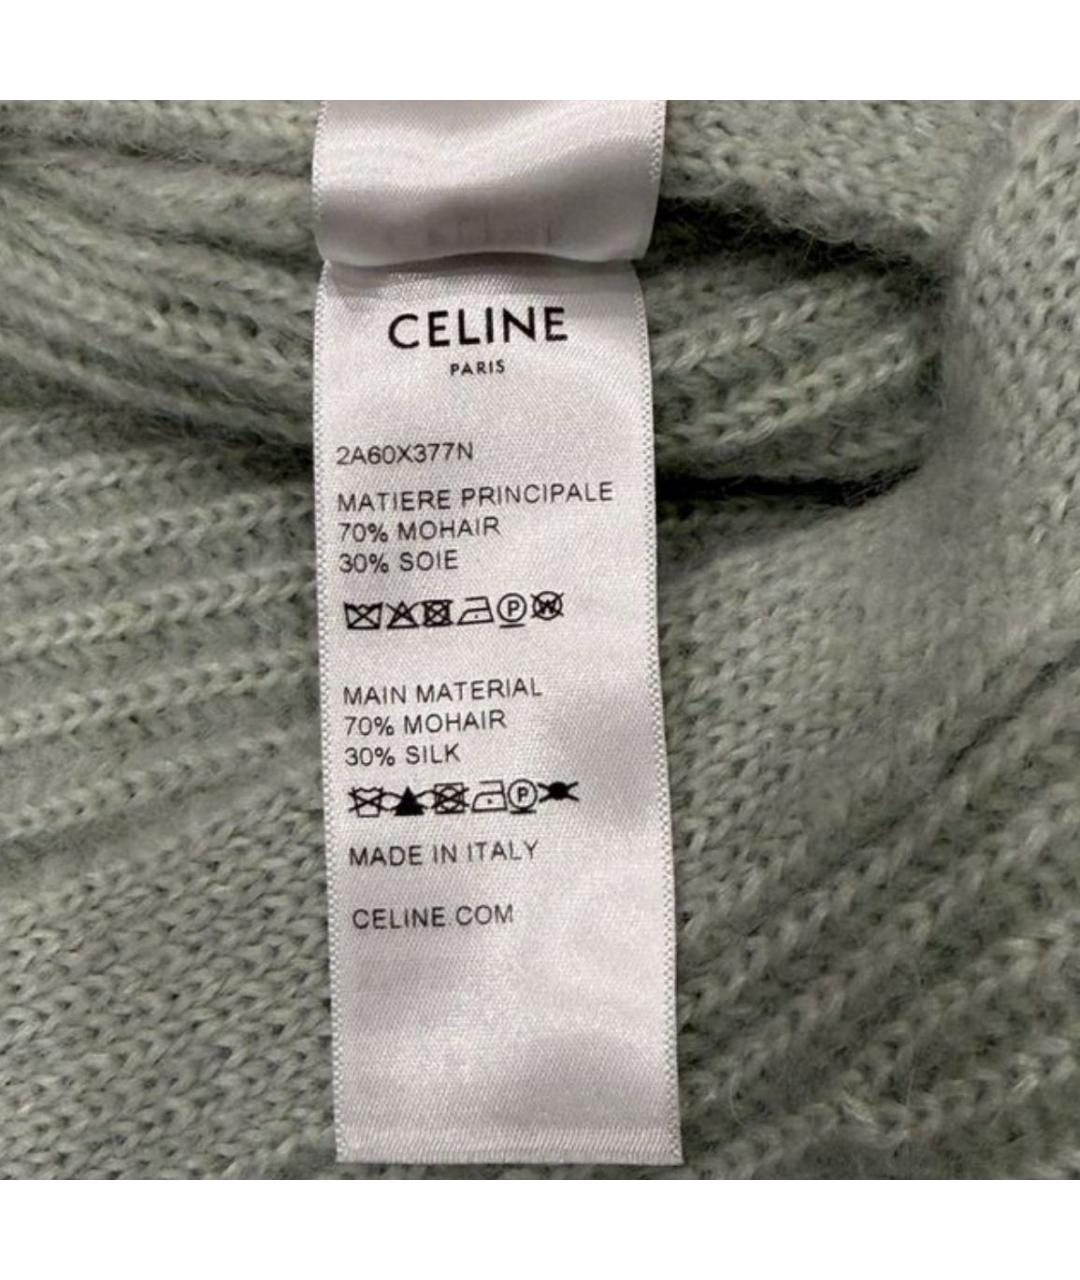 CELINE
PARIS
2A60X377N
MATIERE PRINCIPALE
70% MOHAIR
30% SOIE
P W
MAIN MATERIAL
70% MOHAIR
30% SILK
P
MADE IN ITALY
CELINE.COM